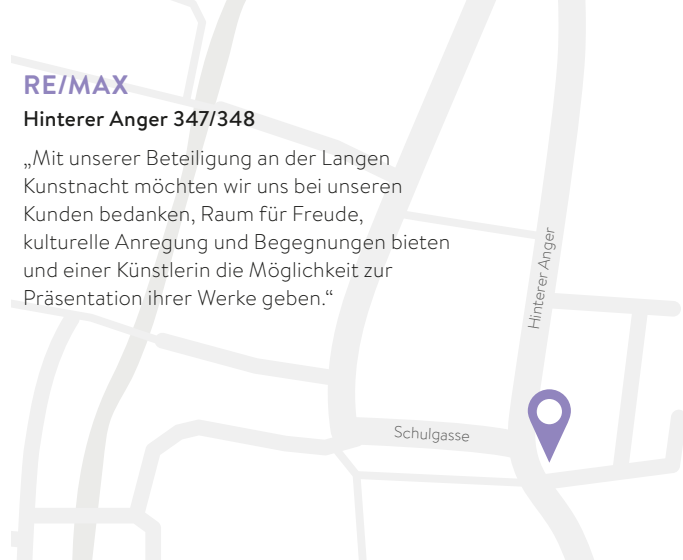 RE/MAX
Hinterer Anger 347/348
„Mit unserer Beteiligung an der Langen
Kunstnacht möchten wir uns bei unseren
Kunden bedanken, Raum für Freude,
kulturelle Anregung und Begegnungen bieten
und einer Künstlerin die Möglichkeit zur
Präsentation ihrer Werke geben.“
Hinterer Anger
Schulgasse